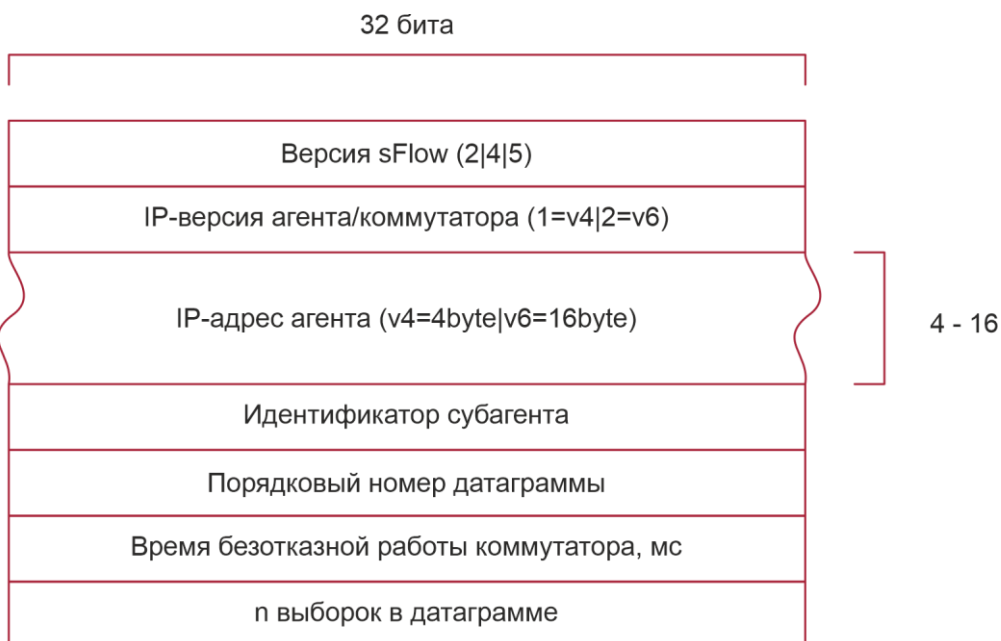 32 бита
Версия sFlow (2|4|5)
IP-версия агента/коммутатора (1=v4|2=v6)
IP-адрес агента (v4=4byte|v6=16byte)
4 - 16
Идентификатор субагента
Порядковый номер датаграммы
Время безотказной работы коммутатора, мс
n выборок в датаграмме